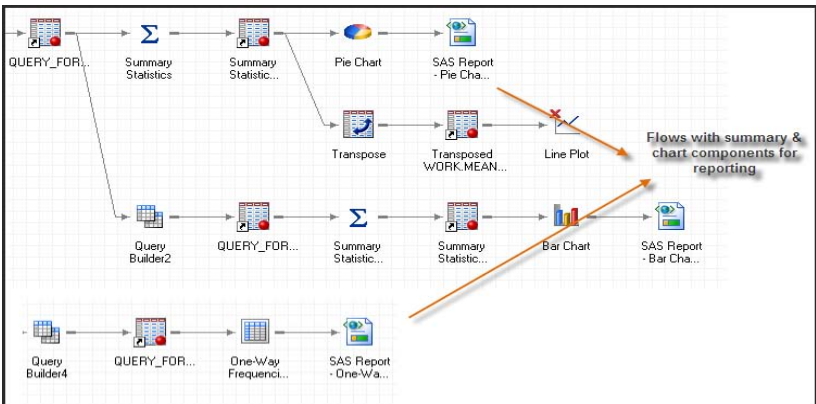 QUERY_FOR...
Summary
Statistics
Summary
Statistic...
Pie Chart
SAS Report
- Pie Cha...
Transpose
Transposed
WORK.MEAN...
Line Plot
Flows with summary &
chart components for
reporting
Query
Builder2
QUERY_FOR...
Summary
Statistic...
Summary
Statistic...
Bar Chart
SAS Report
- Bar Cha...
Query
Builder4
QUERY_FOR...
One-Way
Frequenci...
SAS Report
- One-Wa...